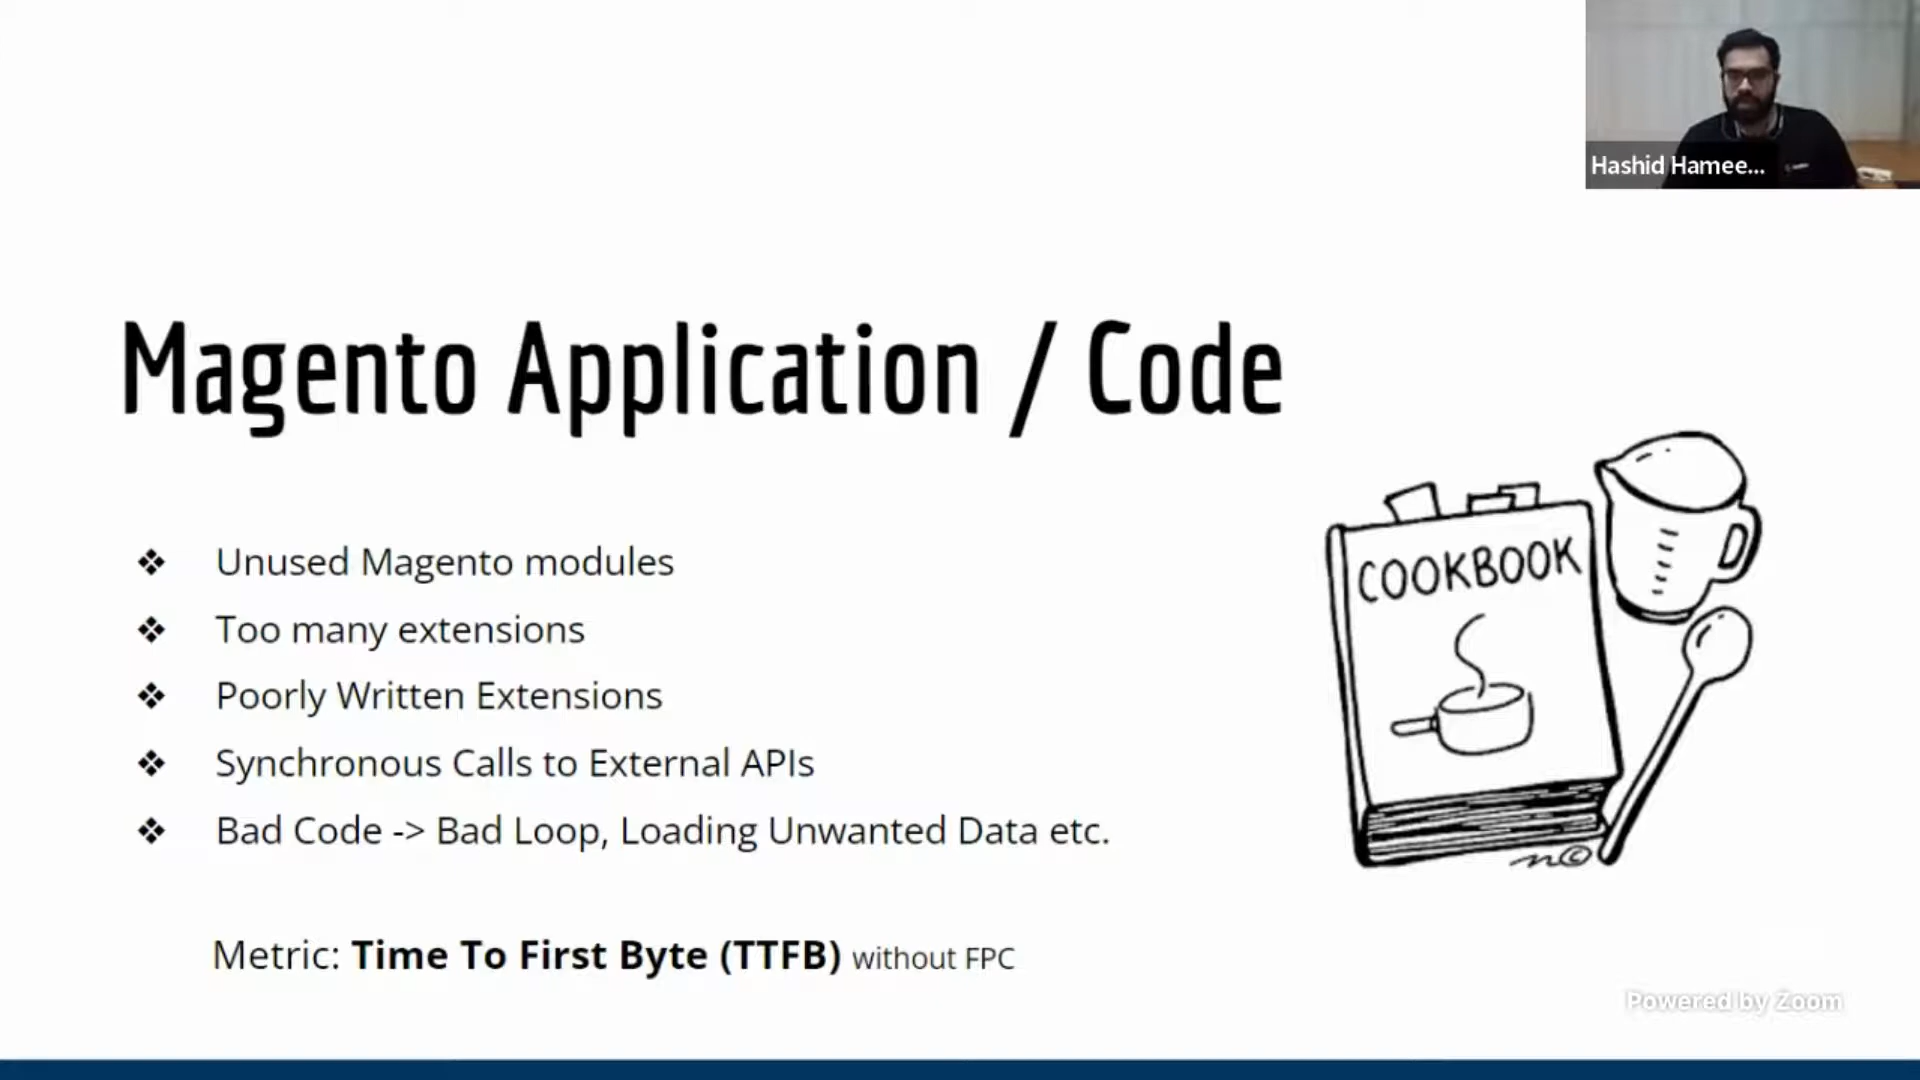 Hashid Hamee...
Magento Application / Code
❖ Unused Magento modules
❖ Too many extensions
❖ Poorly Written Extensions
❖ Synchronous Calls to External APIs
❖ Bad Code -> Bad Loop, Loading Unwanted Data etc.
COOKBOOK
Metric: Time To First Byte (TTFB) without FPC
Powered by Zoom